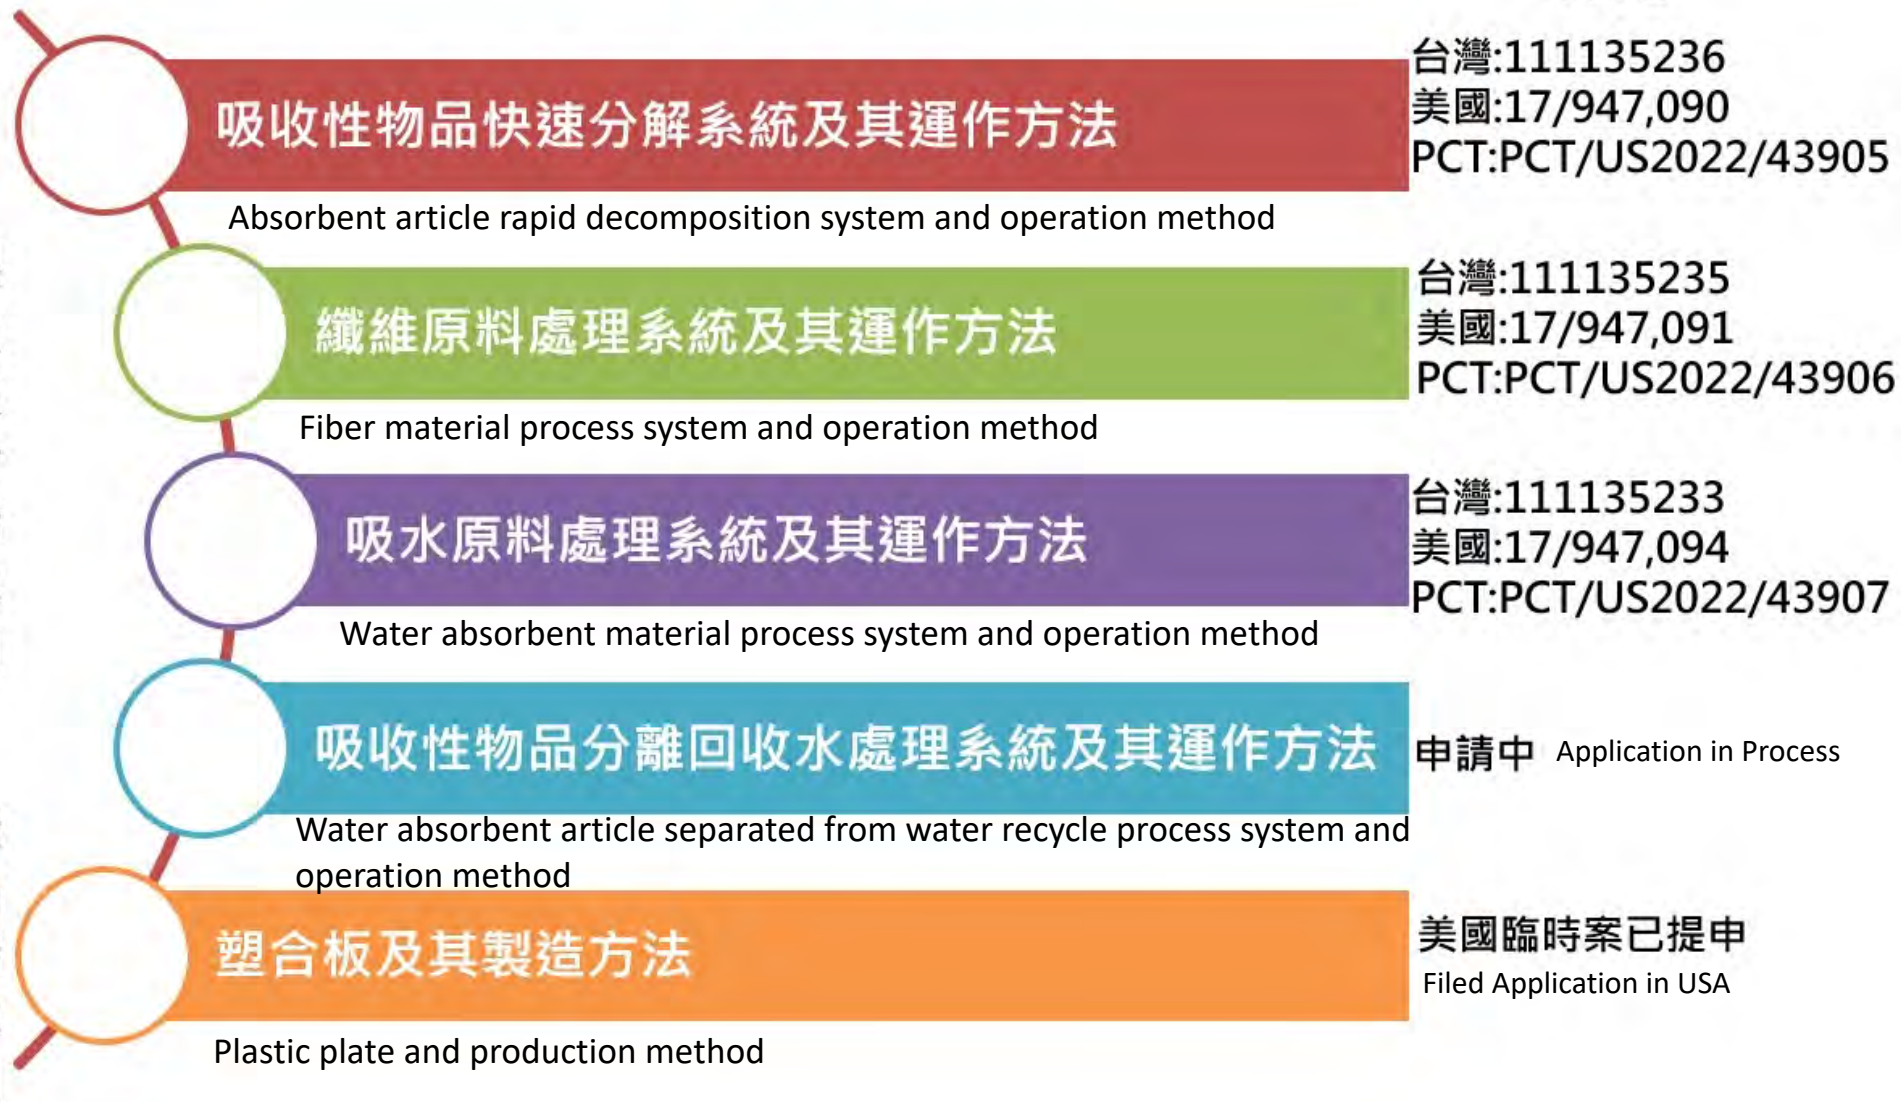 吸收性物品快速分解系統及其運作方法
台灣:111135236
美國:17/947,090
PCT:PCT/US2022/43905
Absorbent article rapid decomposition system and operation method
纖維原料處理系統及其運作方法
台灣:111135235
美國:17/947,091
PCT:PCT/US2022/43906
Fiber material process system and operation method
吸水原料處理系統及其運作方法
台灣:111135233
美國:17/947,094
PCT:PCT/US2022/43907
Water absorbent material process system and operation method
吸收性物品分離回收水處理系統及其運作方法
申請中 Application in Process
Water absorbent article separated from water recycle process system and
operation method
塑合板及其製造方法
美國臨時案已提申
Filed Application in USA
Plastic plate and production method